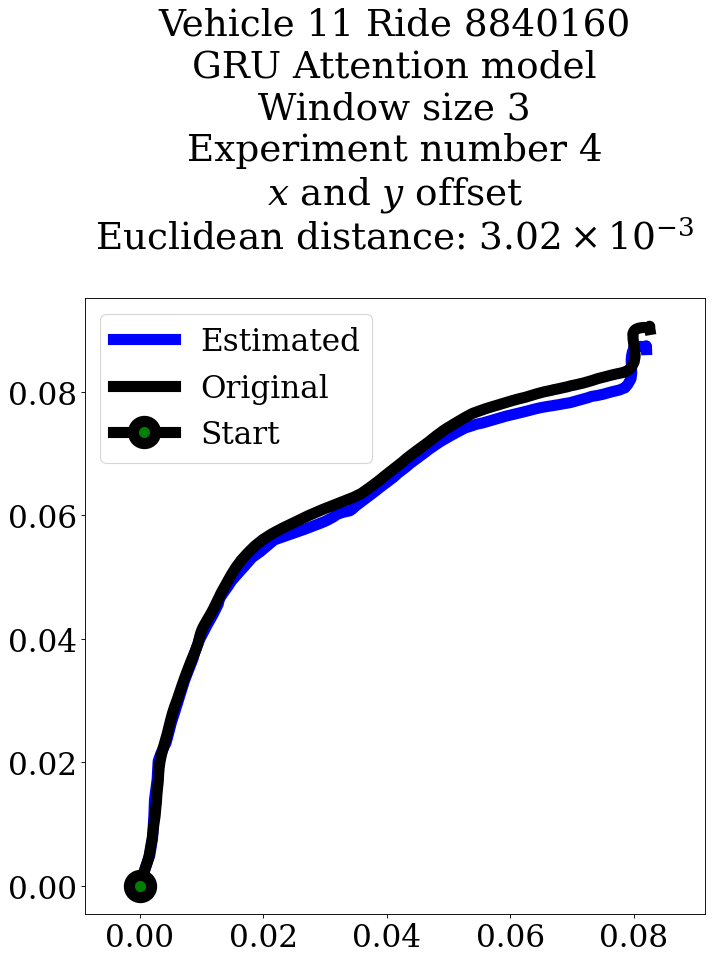 Vehicle 11 Ride 8840160
GRU Attention model
Window size 3
Experiment number 4
x and y offset
Euclidean distance: 3.02 × 10⁻³
Estimated
Original
Start
0.08
0.06
0.04
0.02
0.00
0.00 0.02 0.04 0.06 0.08